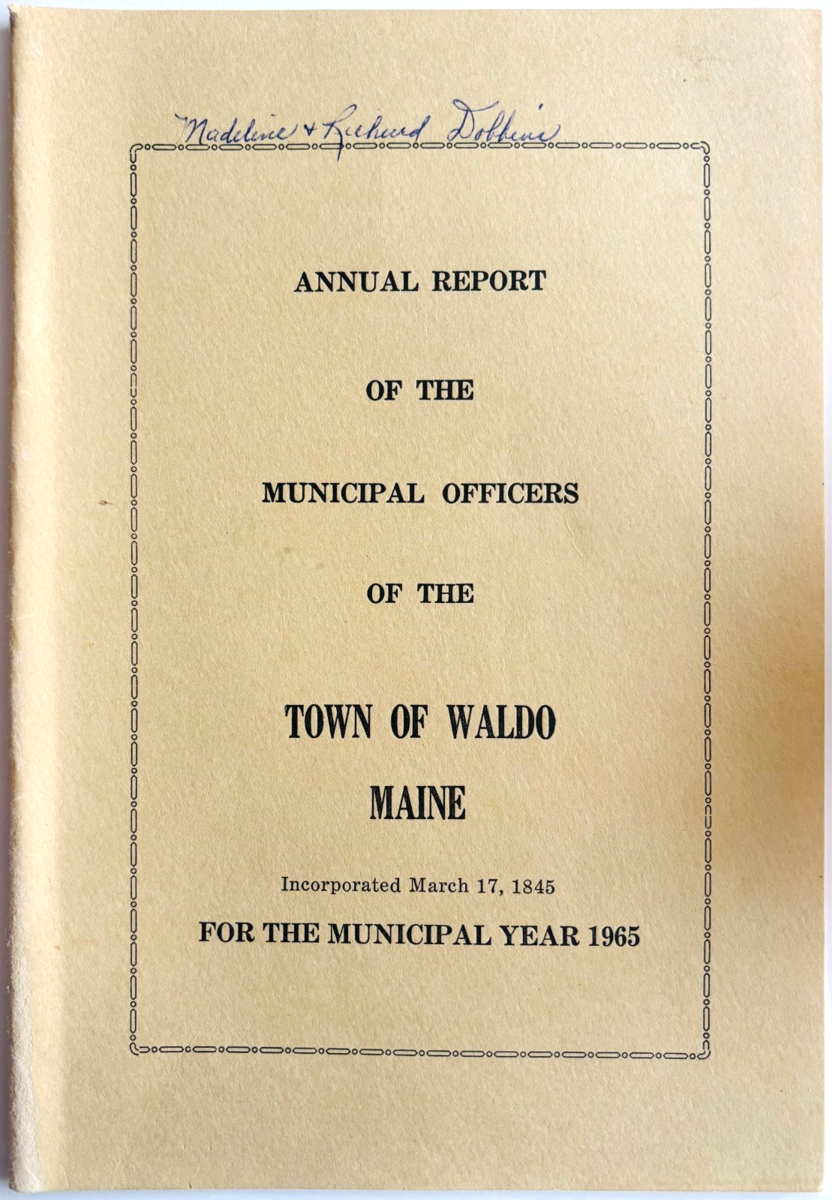 Madeline + Richard Dobbins
ANNUAL REPORT
OF THE
MUNICIPAL OFFICERS
OF THE
TOWN OF WALDO
MAINE
Incorporated March 17, 1845
FOR THE MUNICIPAL YEAR 1965